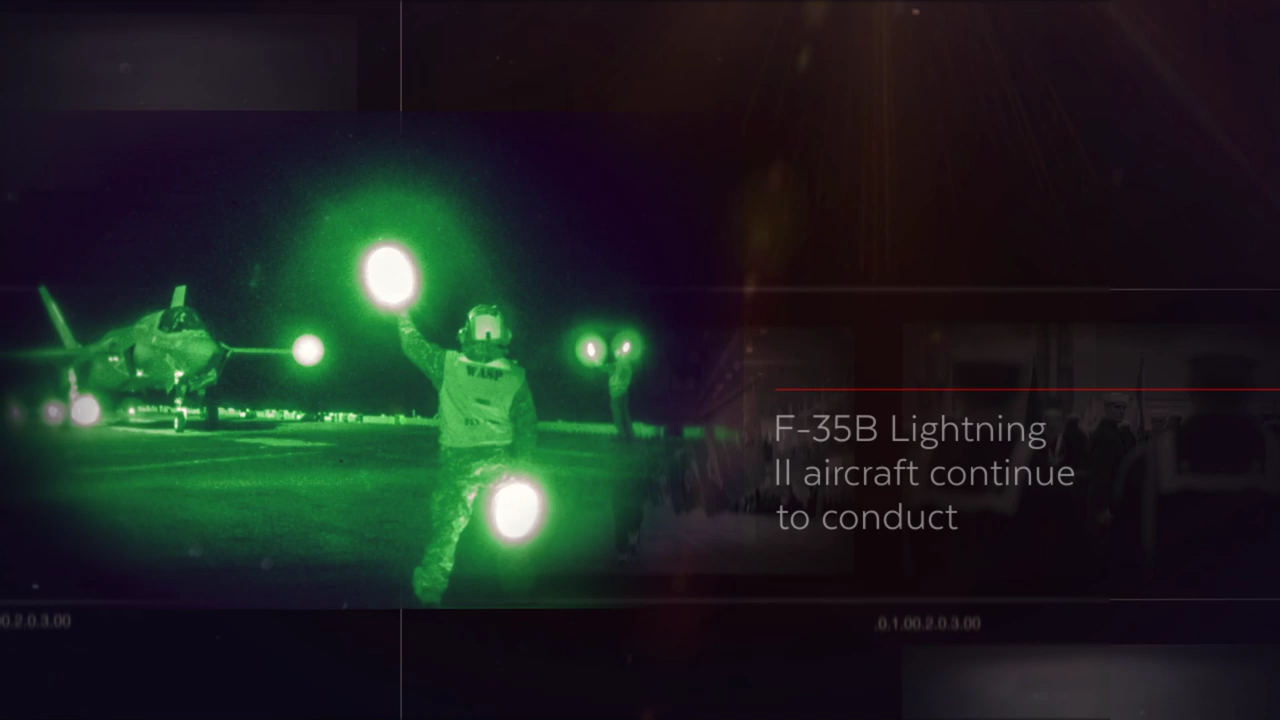 WASP
F-35B Lightning
II aircraft continue
to conduct
00.2.0.3.00
.0.1.00.2.0.3.00